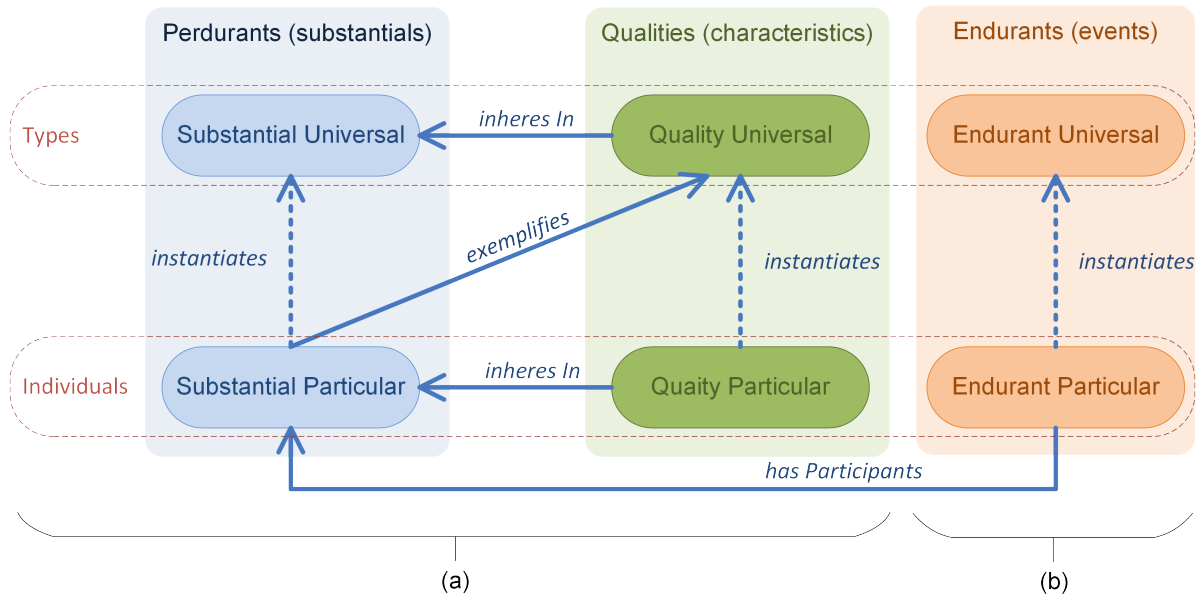 Perdurants (substantials)
Qualities (characteristics)
Endurants (events)
Types
Substantial Universal
inheres In
Quality Universal
Endurant Universal
exemplifies
instantiates
instantiates
instantiates
Individuals
Substantial Particular
inheres In
Quaity Particular
Endurant Particular
has Participants
(a)
(b)